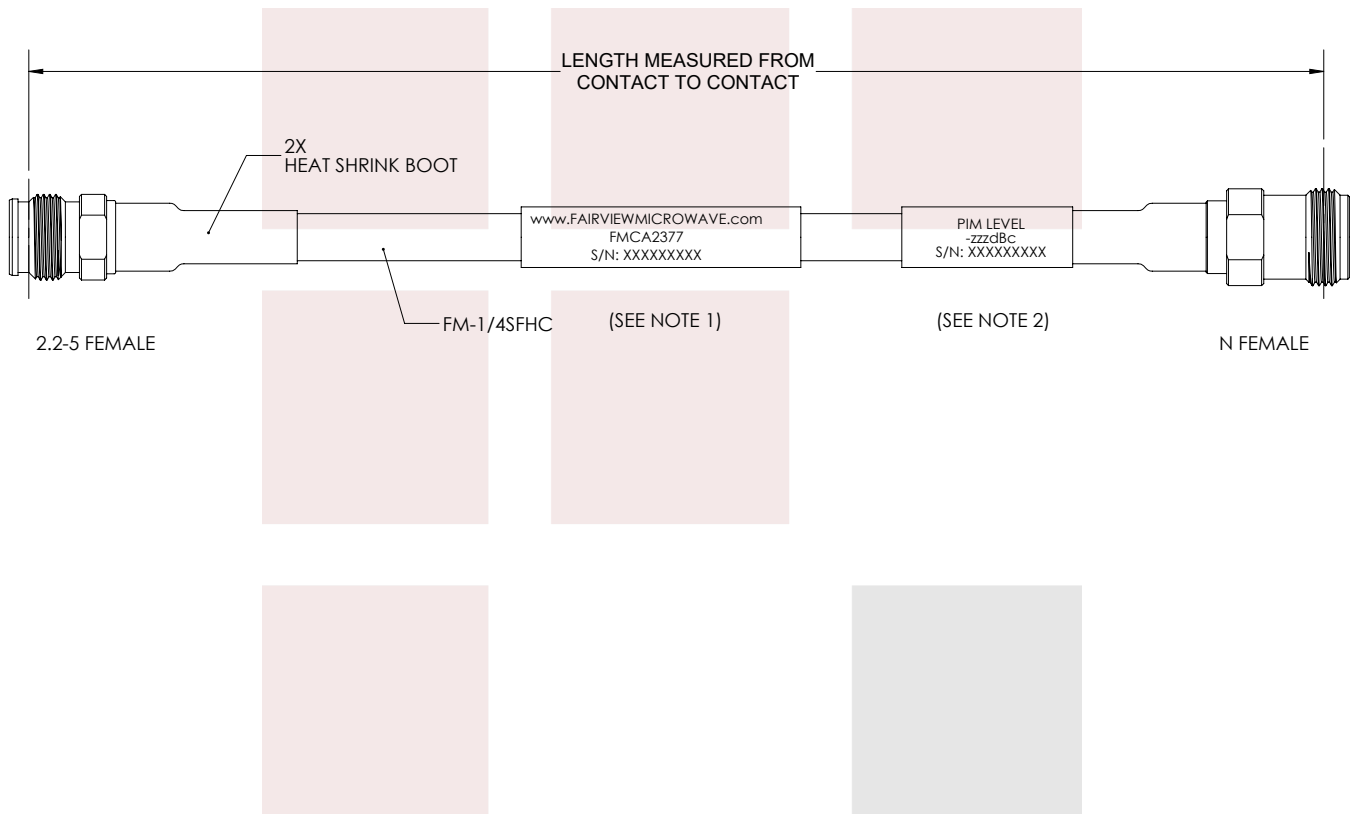 LENGTH MEASURED FROM
CONTACT TO CONTACT
2X
HEAT SHRINK BOOT
www.FAIRVIEWMICROWAVE.com
FMCA2377
S/N: XXXXXXXXX
PIM LEVEL
-zzzdBc
S/N: XXXXXXXXX
FM-1/4SFHC
(SEE NOTE 1)
(SEE NOTE 2)
2.2-5 FEMALE
N FEMALE